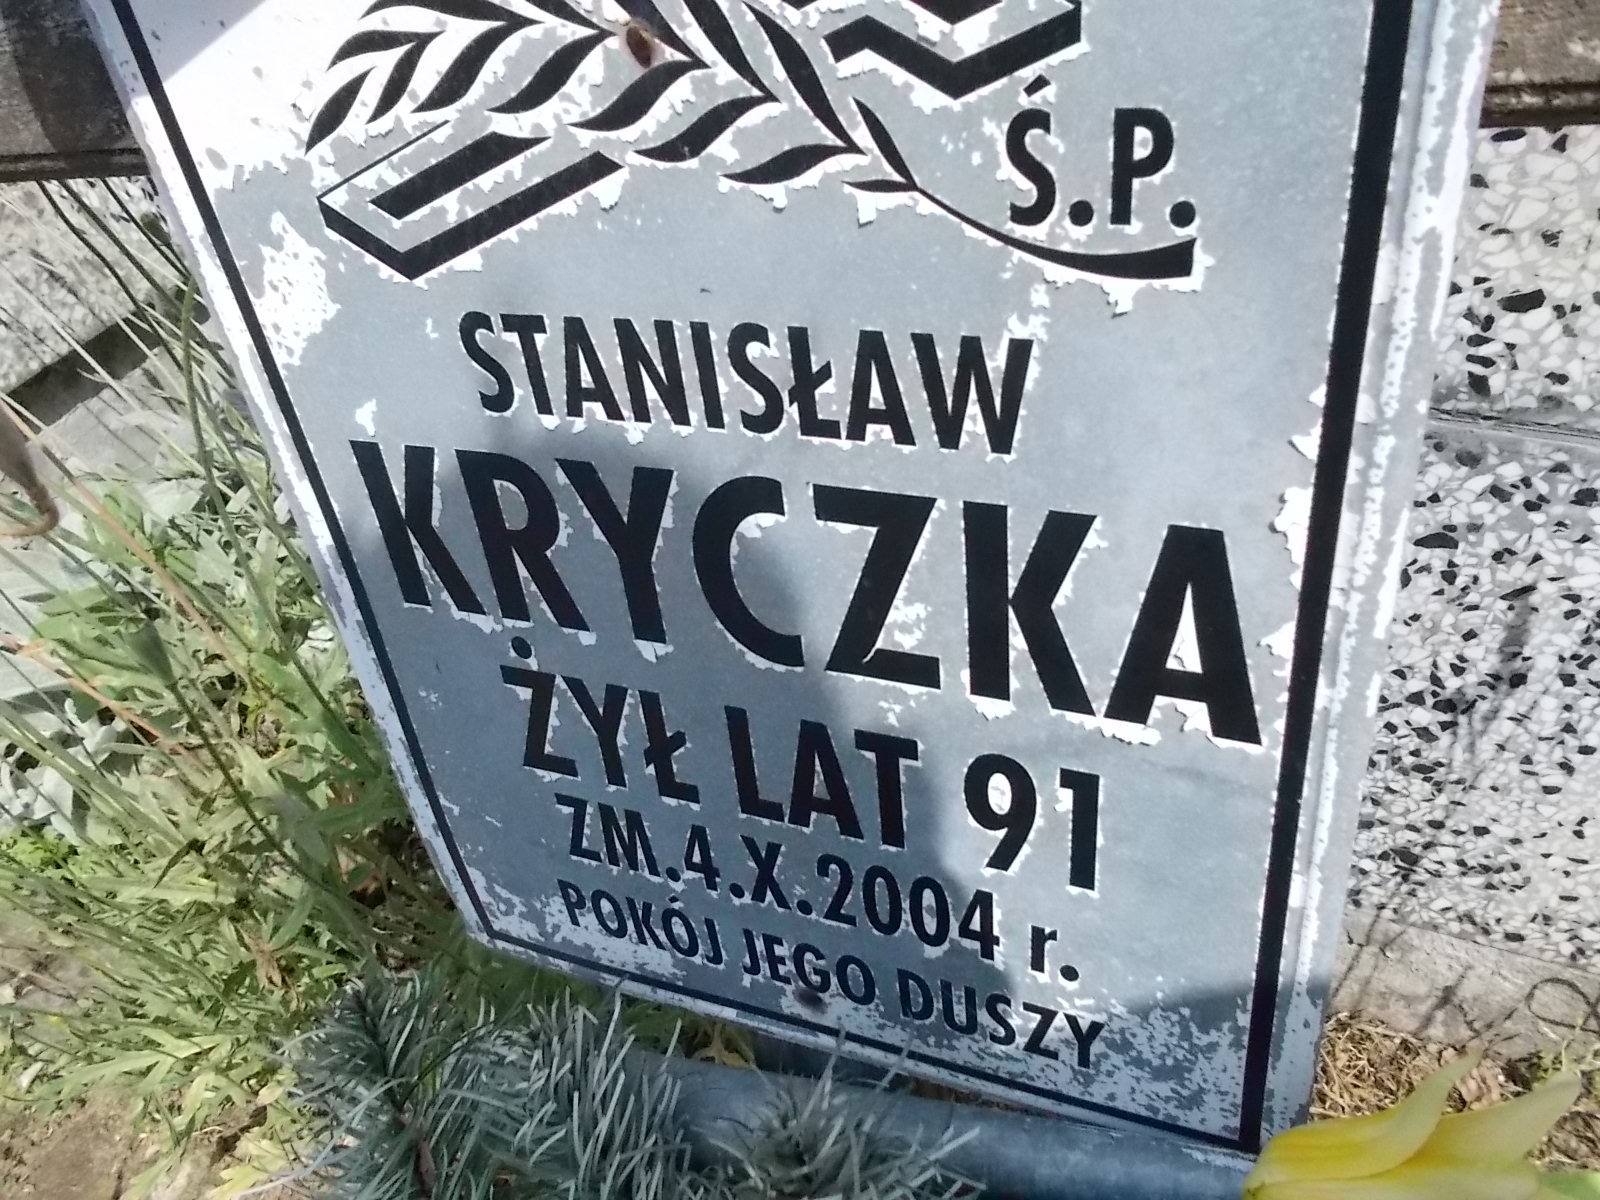 Ś.P.
STANISŁAW
KRYCZKA
ŻYŁ LAT 91
ZM.4.X.2004 r.
POKÓJ JEGO DUSZY